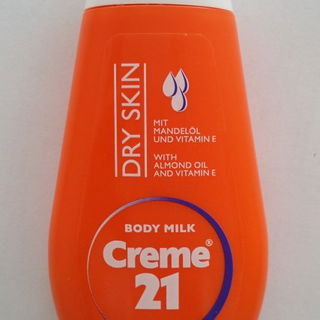 DRY SKIN
MIT
MANDELÖL
UND VITAMIN E
WITH
ALMOND OIL
AND VITAMIN E
BODY MILK
Creme®
21